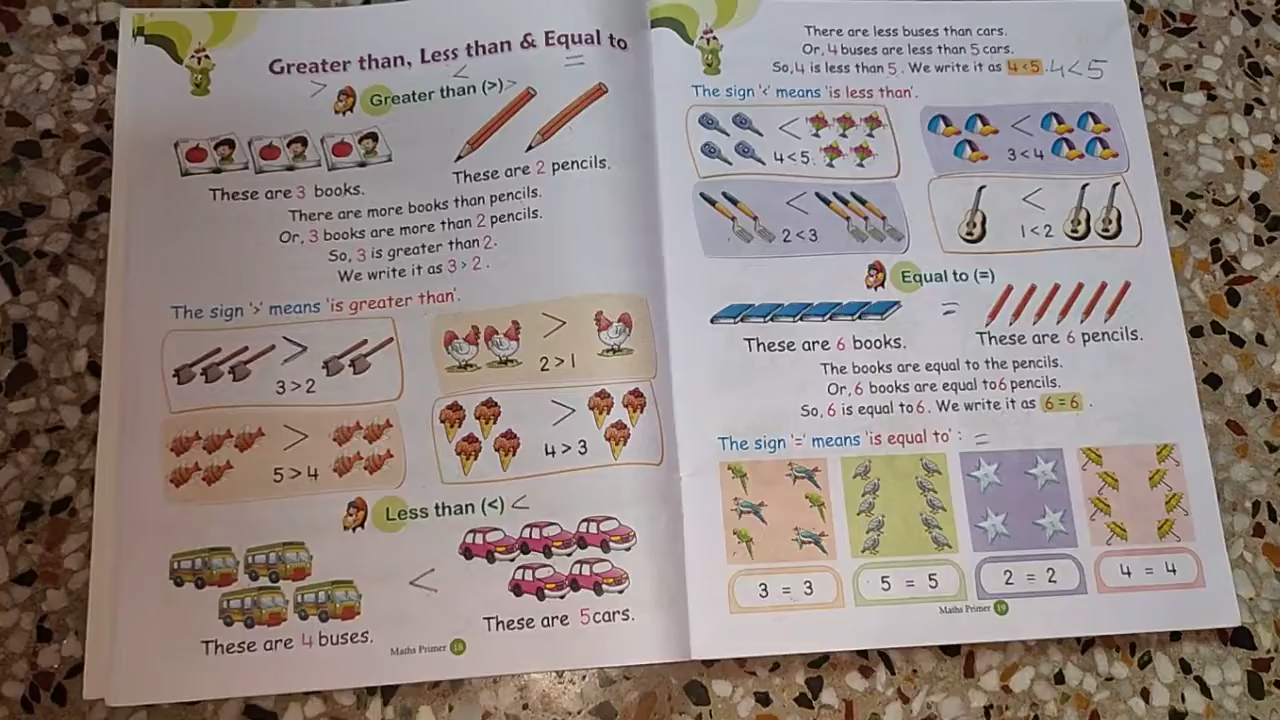 Greater than, Less than & Equal to
> < =
Greater than (>) >
These are 3 books.
These are 2 pencils.
There are more books than pencils.
Or, 3 books are more than 2 pencils.
So, 3 is greater than 2.
We write it as 3 > 2.
The sign '>' means 'is greater than'.
>
3 > 2
>
2 > 1
>
5 > 4
>
4 > 3
Less than (<) <
<
These are 4 buses.
These are 5 cars.
Maths Primer 18
There are less buses than cars.
Or, 4 buses are less than 5 cars.
So, 4 is less than 5. We write it as 4 < 5. 4 < 5
The sign '<' means 'is less than'.
<
4 < 5.
<
3 < 4
<
2 < 3
<
1 < 2
Equal to (=)
=
These are 6 books.
These are 6 pencils.
The books are equal to the pencils.
Or, 6 books are equal to 6 pencils.
So, 6 is equal to 6. We write it as 6 = 6.
The sign '=' means 'is equal to' : =
3 = 3
5 = 5
2 = 2
4 = 4
Maths Primer 19